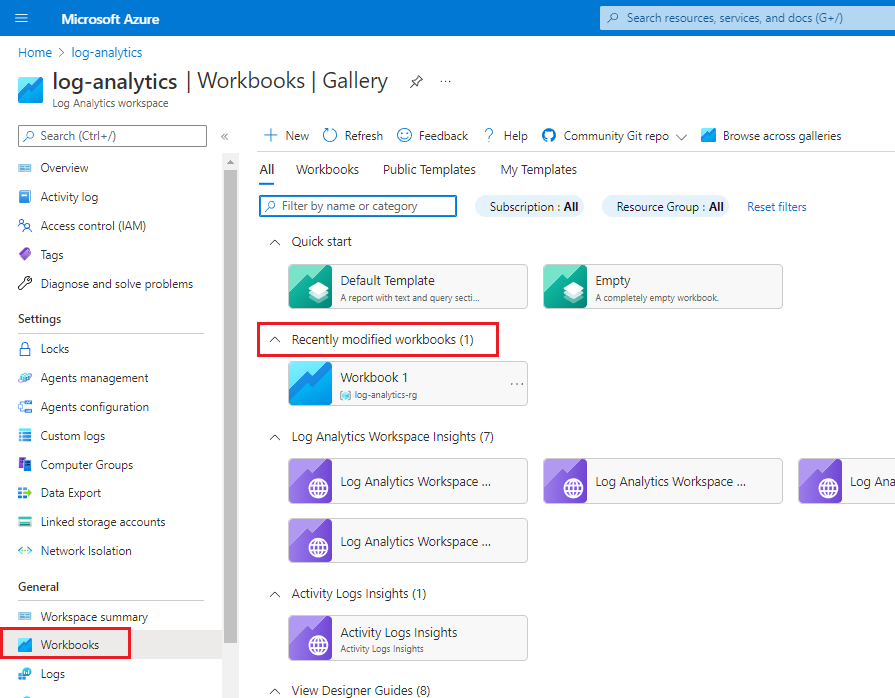 Microsoft Azure
Search resources, services, and docs (G+/)
Home > log-analytics
log-analytics | Workbooks | Gallery
Log Analytics workspace
Search (Ctrl+/)
New
Refresh
Feedback
Help
Community Git repo
Browse across galleries
Overview
Activity log
Access control (IAM)
Tags
Diagnose and solve problems
Settings
Locks
Agents management
Agents configuration
Custom logs
Computer Groups
Data Export
Linked storage accounts
Network Isolation
General
Workspace summary
Workbooks
Logs
All
Workbooks
Public Templates
My Templates
Filter by name or category
Subscription : All
Resource Group : All
Reset filters
Quick start
Default Template
A report with text and query secti...
Empty
A completely empty workbook.
Recently modified workbooks (1)
Workbook 1
log-analytics-rg
Log Analytics Workspace Insights (7)
Log Analytics Workspace ...
Log Analytics Workspace ...
Log Ana
Log Analytics Workspace ...
Activity Logs Insights (1)
Activity Logs Insights
Activity Logs Insights
View Designer Guides (8)